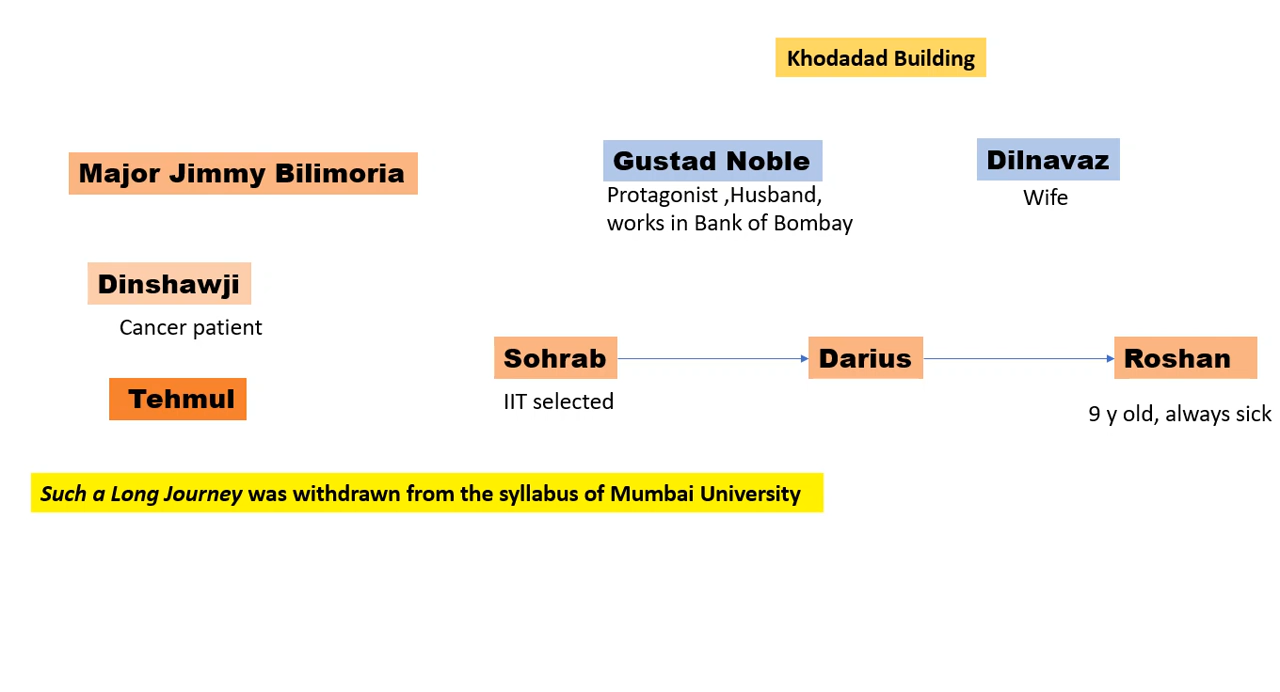 Khodadad Building
Major Jimmy Bilimoria
Gustad Noble
Dilnavaz
Protagonist ,Husband,
works in Bank of Bombay
Wife
Dinshawji
Cancer patient
Sohrab
Darius
Roshan
IIT selected
9 y old, always sick
Tehmul
Such a Long Journey was withdrawn from the syllabus of Mumbai University